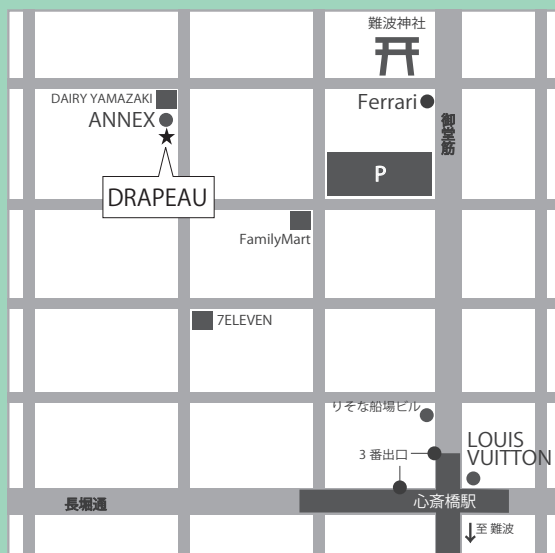 難波神社
DAIRY YAMAZAKI
ANNEX
Ferrari
御堂筋
P
DRAPEAU
FamilyMart
7ELEVEN
りそな船場ビル
3 番出口
LOUIS
VUITTON
長堀通
心斎橋駅
至 難波